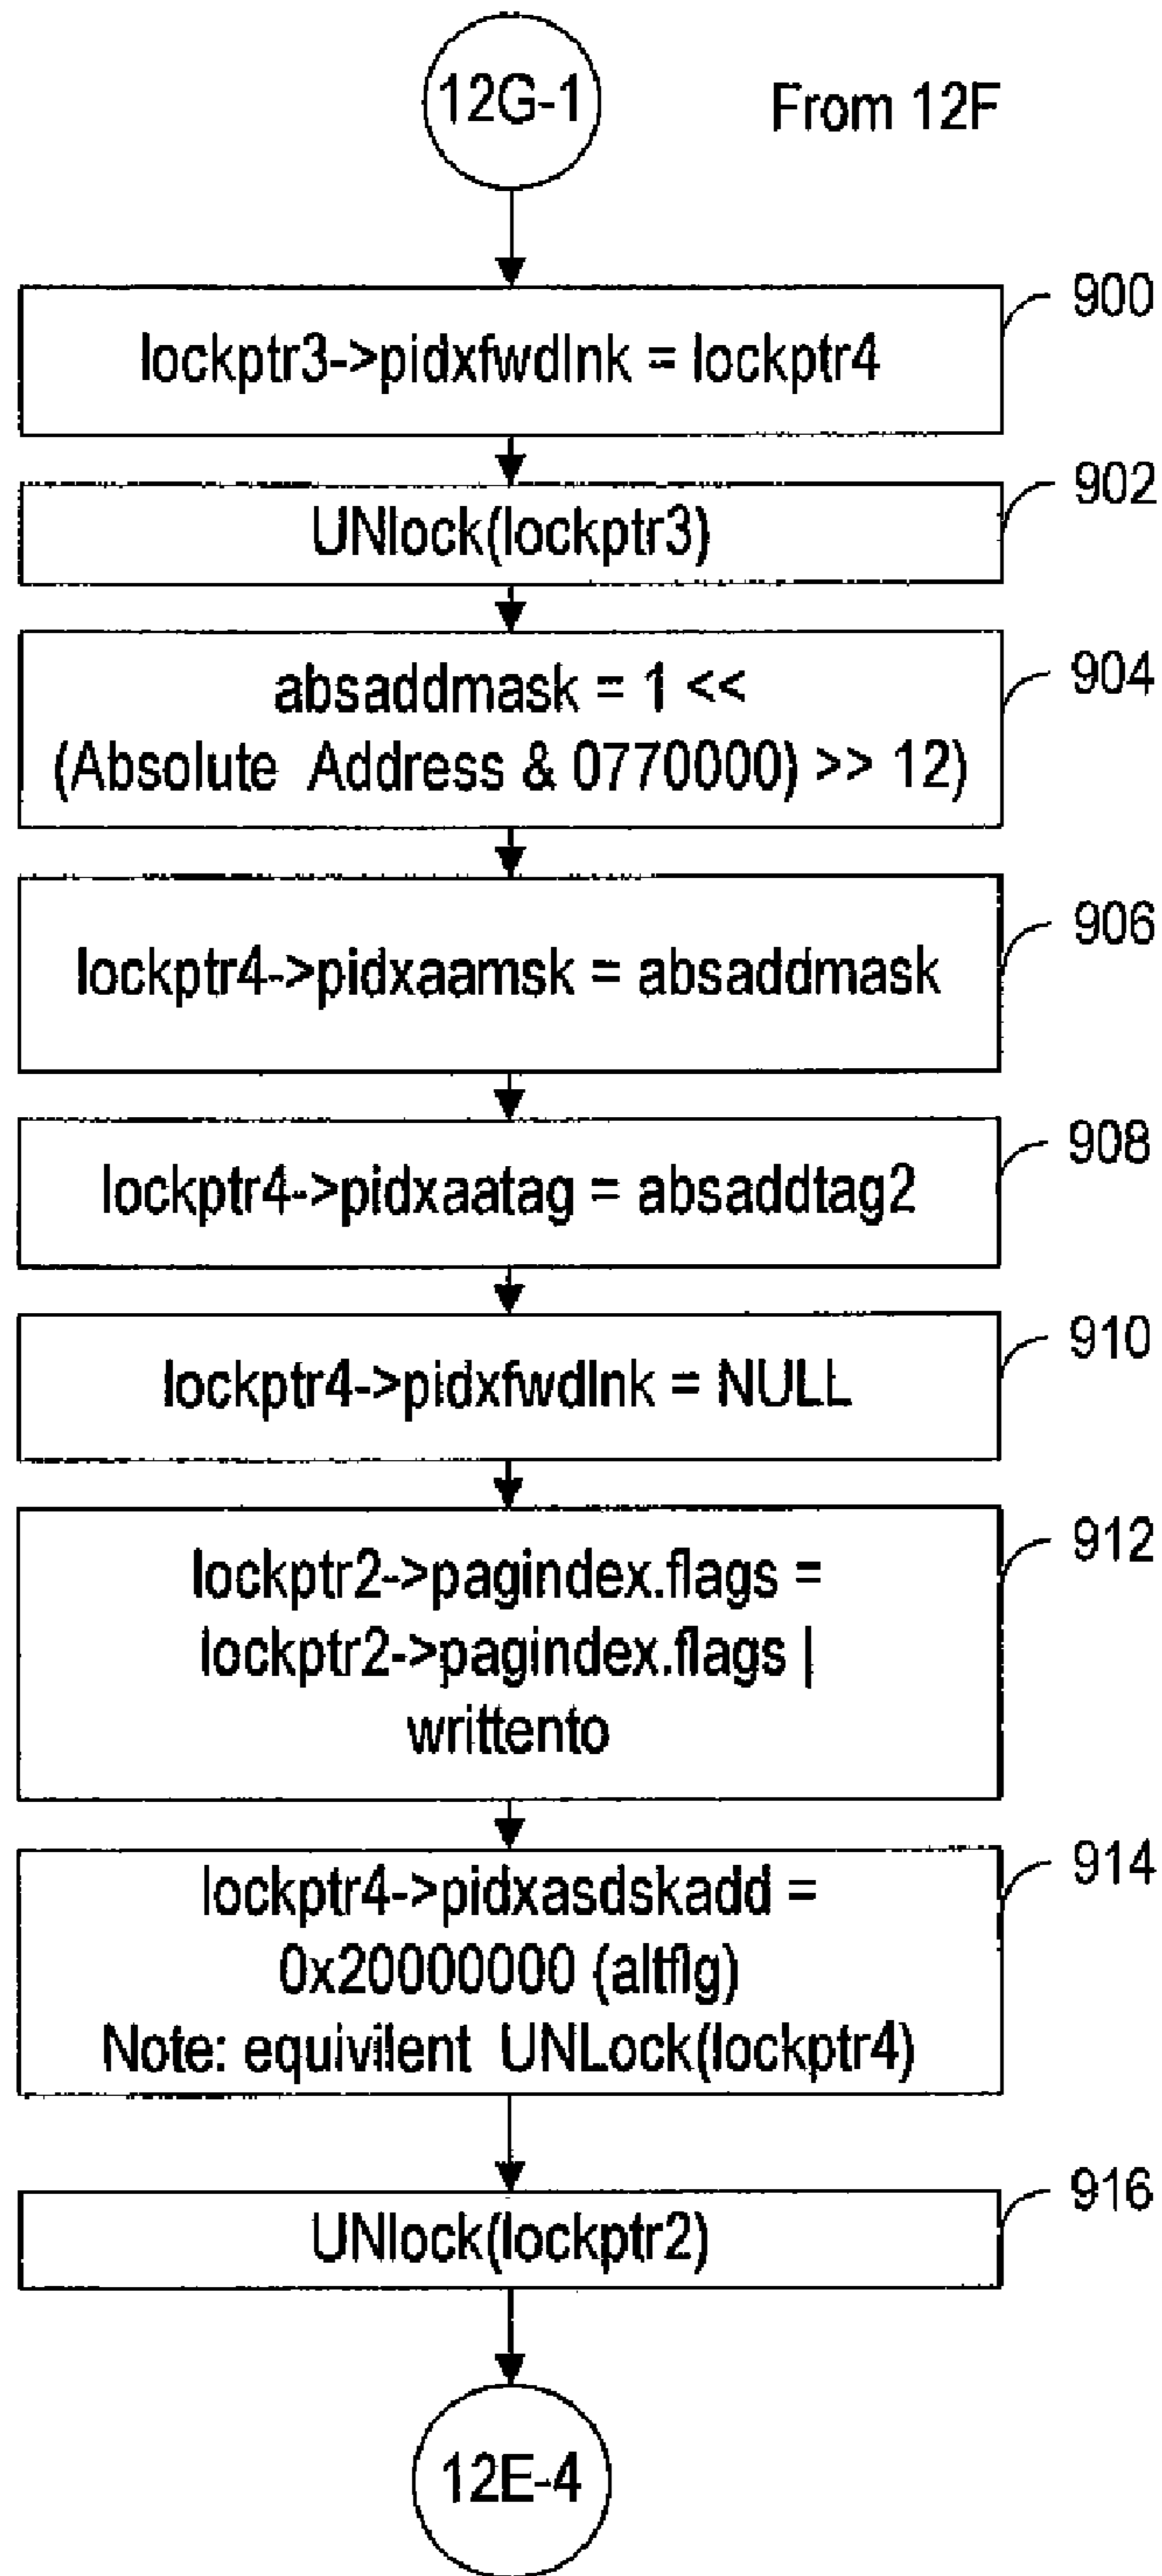 12G-1
From 12F
900
lockptr3->pidxfwdlnk = lockptr4
902
UNlock(lockptr3)
904
absaddmask = 1 <<
(Absolute Address & 0770000) >> 12)
906
lockptr4->pidxaamsk = absaddmask
908
lockptr4->pidxaatag = absaddtag2
910
lockptr4->pidxfwdlnk = NULL
912
lockptr2->pagindex.flags =
lockptr2->pagindex.flags |
writtento
914
lockptr4->pidxasdskadd =
0x20000000 (altflg)
Note: equivilent UNLock(lockptr4)
916
UNlock(lockptr2)
12E-4